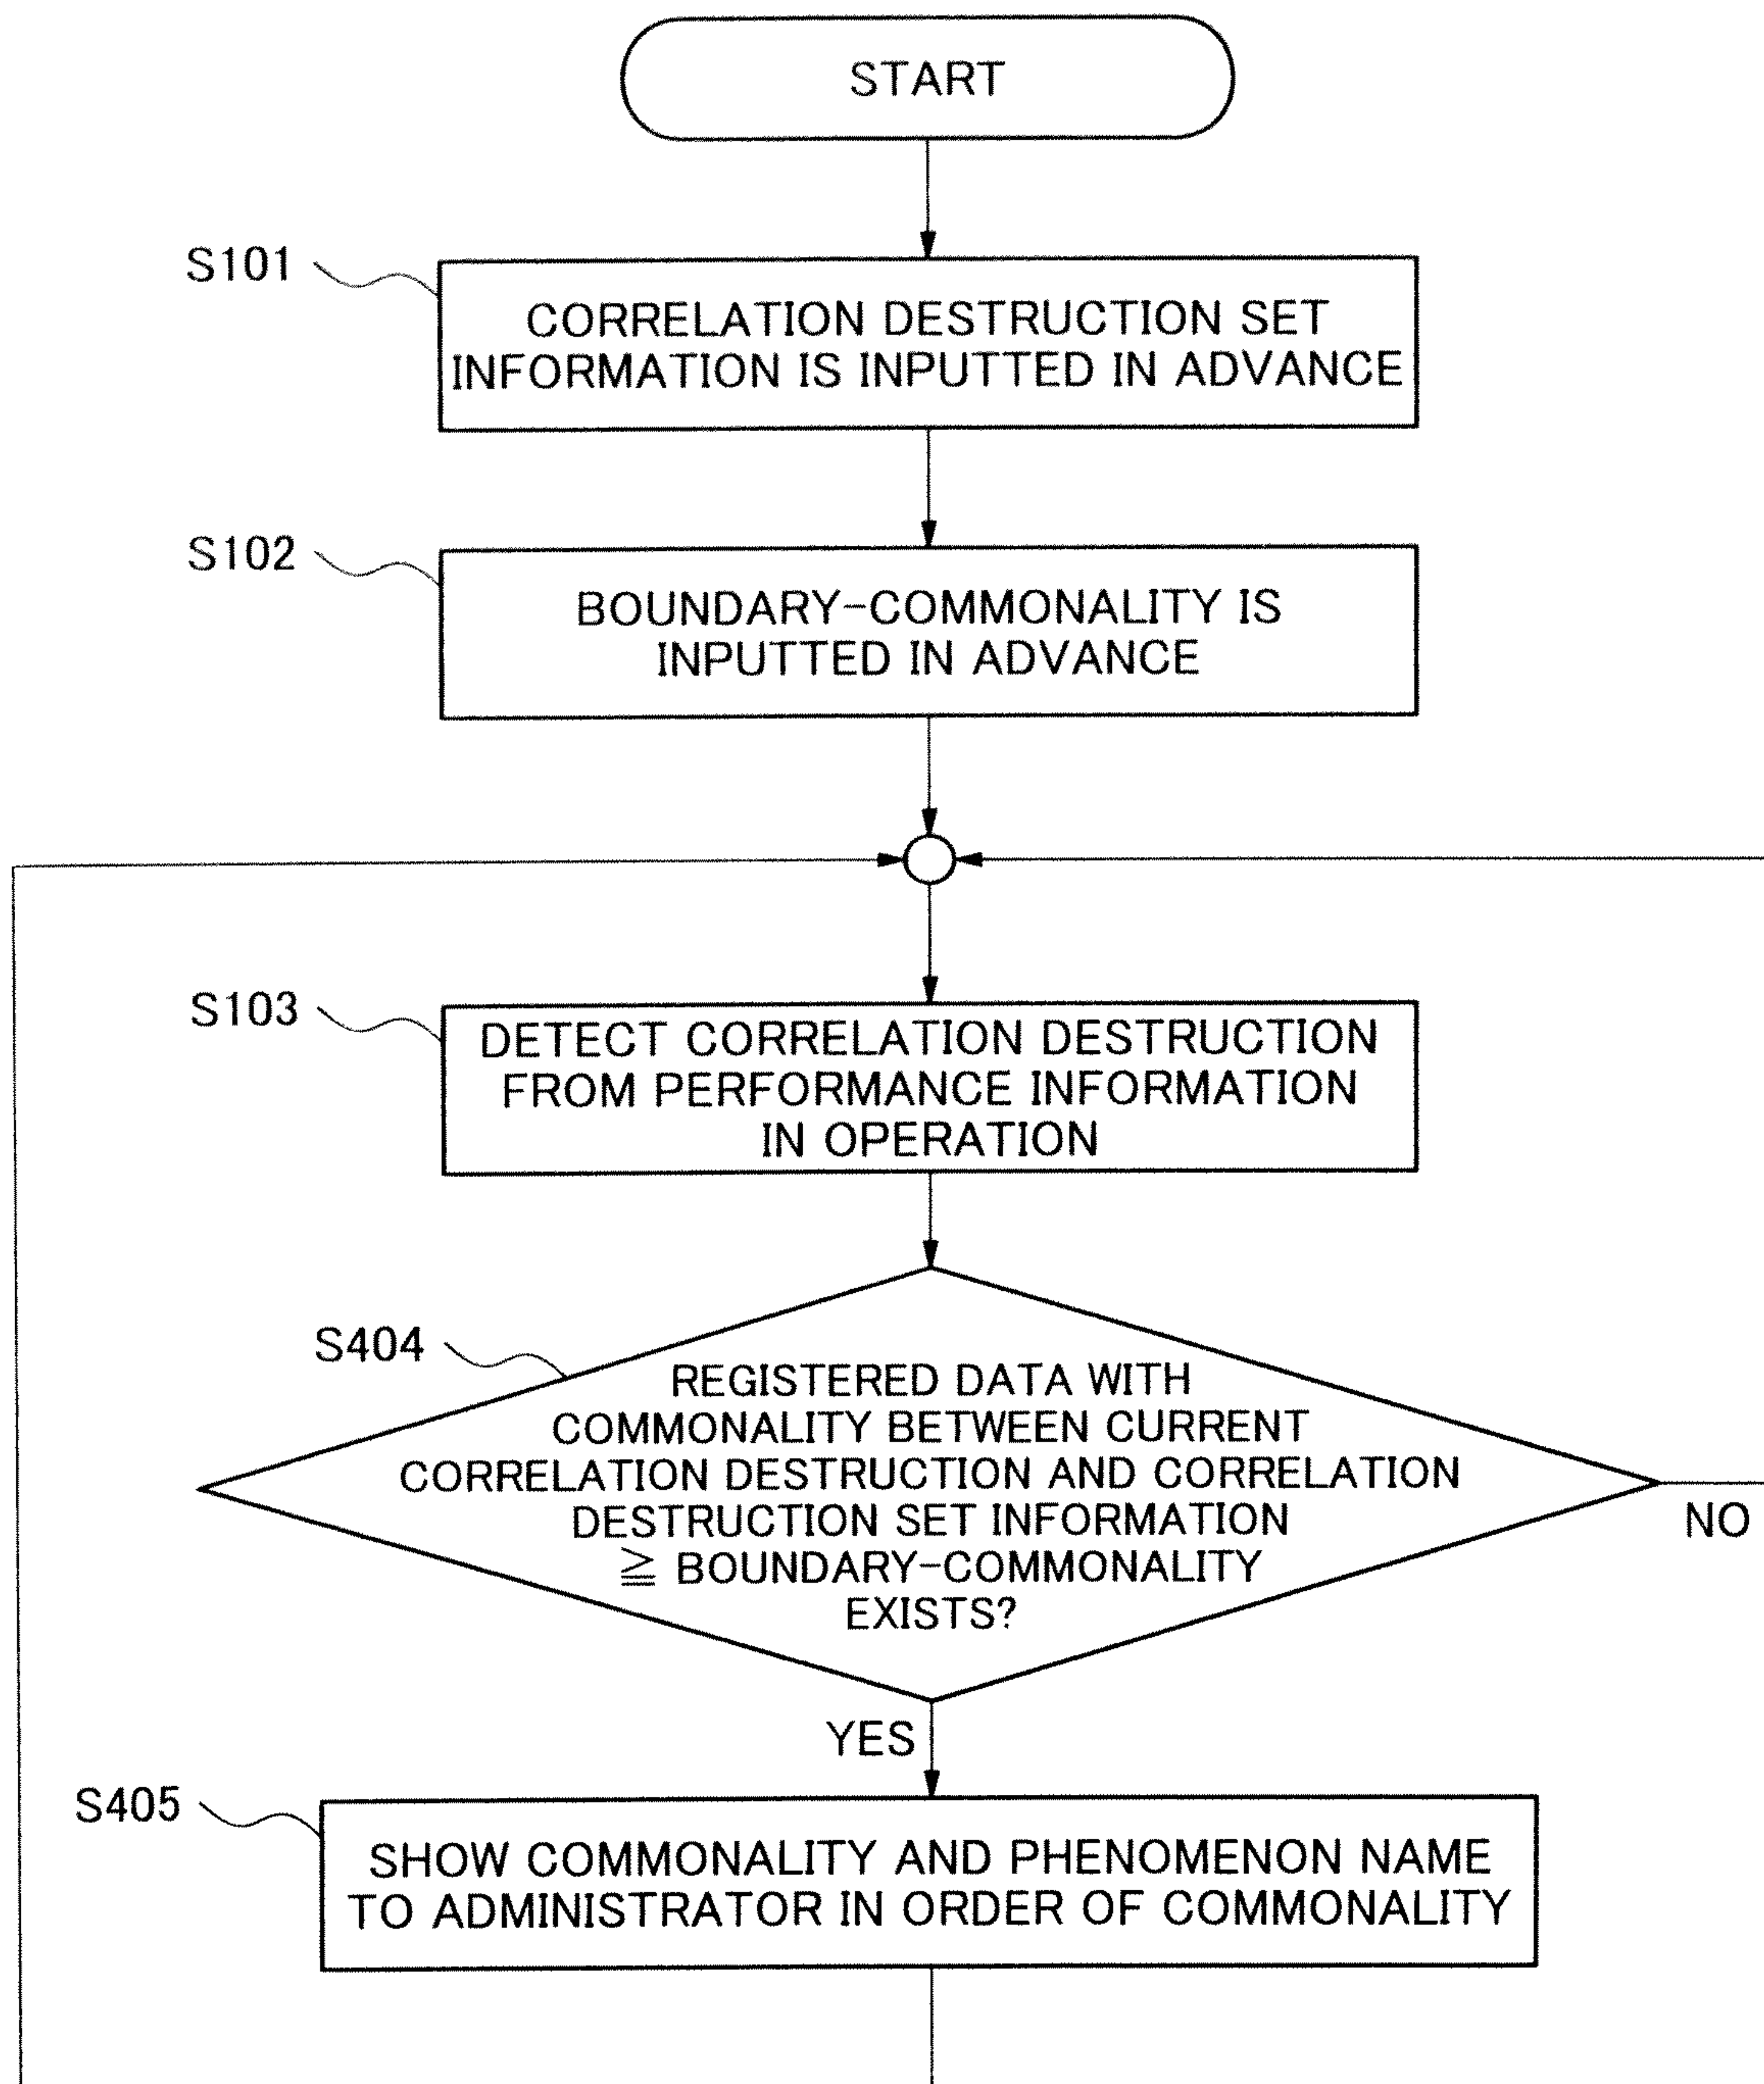 START
S101
CORRELATION DESTRUCTION SET
INFORMATION IS INPUTTED IN ADVANCE
S102
BOUNDARY-COMMONALITY IS
INPUTTED IN ADVANCE
S103
DETECT CORRELATION DESTRUCTION
FROM PERFORMANCE INFORMATION
IN OPERATION
S404
REGISTERED DATA WITH
COMMONALITY BETWEEN CURRENT
CORRELATION DESTRUCTION AND CORRELATION
DESTRUCTION SET INFORMATION
≧ BOUNDARY-COMMONALITY
EXISTS?
NO
YES
S405
SHOW COMMONALITY AND PHENOMENON NAME
TO ADMINISTRATOR IN ORDER OF COMMONALITY